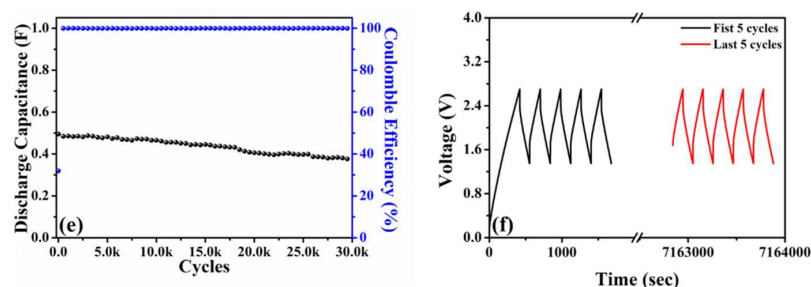 1.0
0.8
0.6
0.4
0.2
0.0
Discharge Capacitance (F)
100
80
60
40
20
0
Coulomble Efficiency (%)
(e)
0.0 5.0k 10.0k 15.0k 20.0k 25.0k 30.0k
Cycles
4.0
3.6
2.4
1.6
1.2
0.0
Voltage (V)
Fist 5 cycles
Last 5 cycles
(f)
0 1000 7163000 7164000
Time (sec)